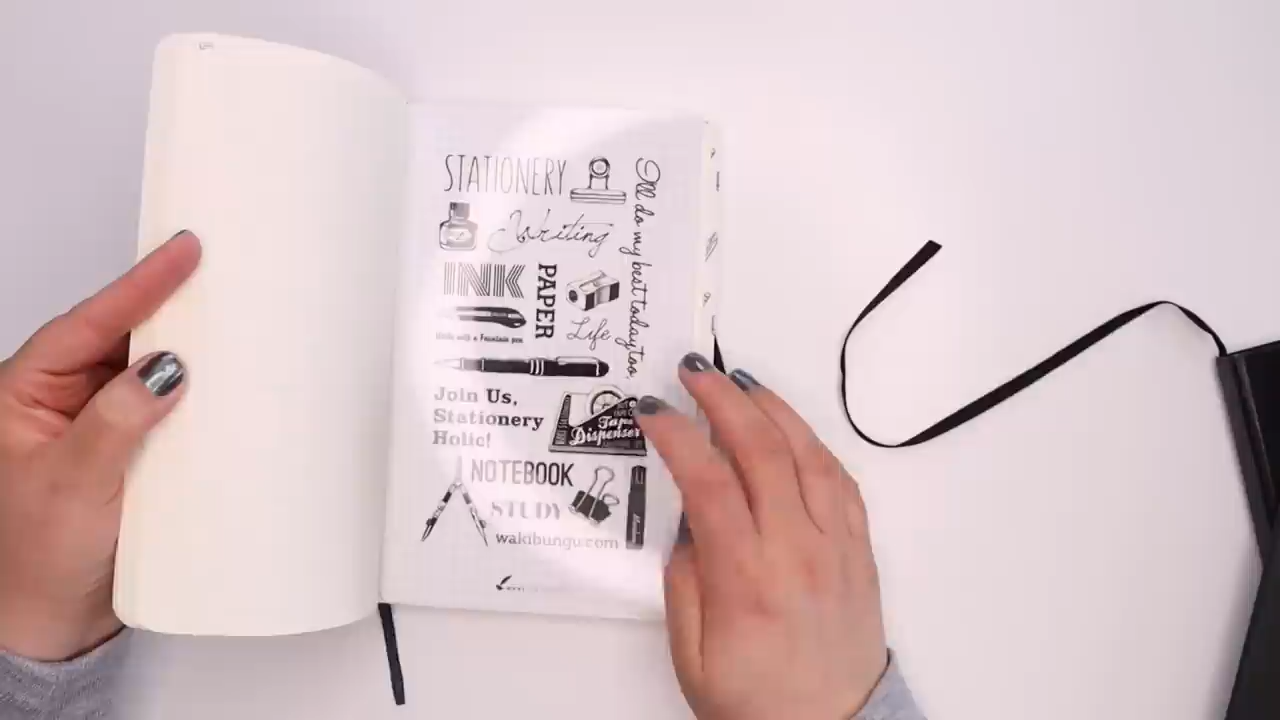 STATIONERY
Writing
I'll do my best today too.
INK
PAPER
Life
Made with a Fountain pen
Join Us,
Stationery
Holic!
Tape
Dispenser
NOTEBOOK
STUDY
wakibungu.com